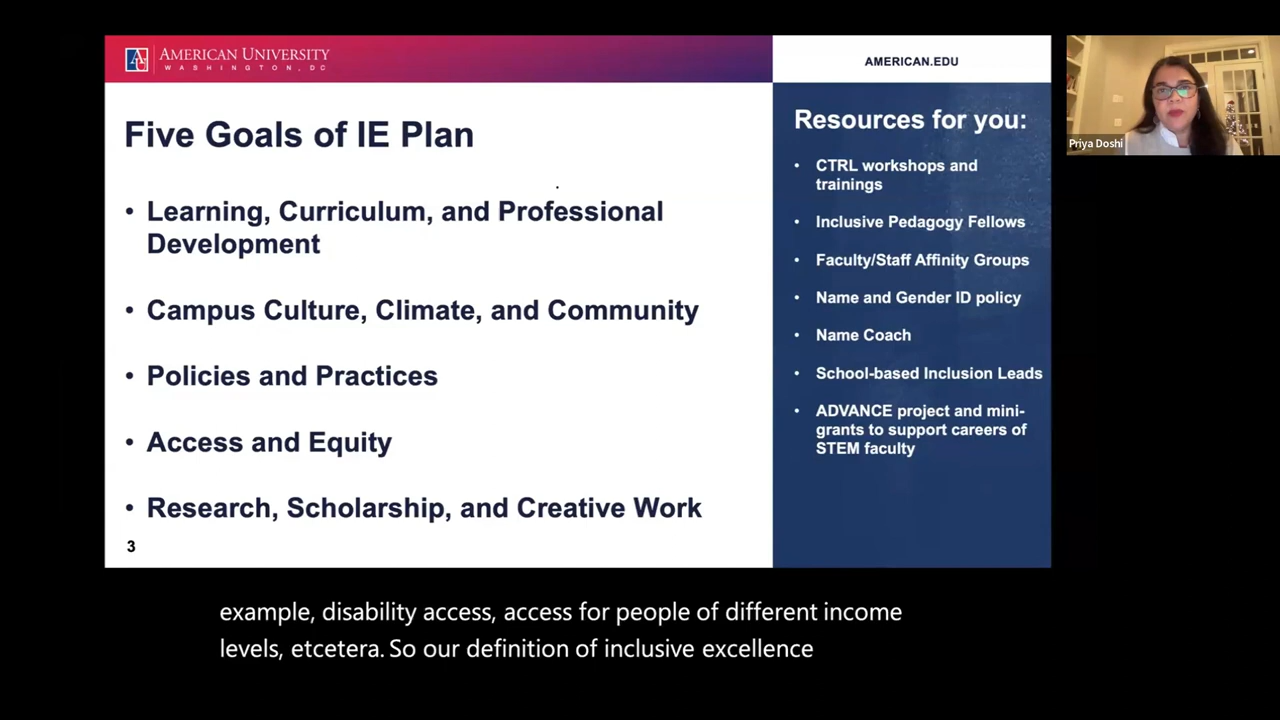 AMERICAN UNIVERSITY
WASHINGTON, DC
AMERICAN.EDU
Five Goals of IE Plan
• Learning, Curriculum, and Professional
Development
• Campus Culture, Climate, and Community
• Policies and Practices
• Access and Equity
• Research, Scholarship, and Creative Work
3
Resources for you:
• CTRL workshops and
trainings
• Inclusive Pedagogy Fellows
• Faculty/Staff Affinity Groups
• Name and Gender ID policy
• Name Coach
• School-based Inclusion Leads
• ADVANCE project and mini-
grants to support careers of
STEM faculty
Priya Doshi
example, disability access, access for people of different income
levels, etcetera. So our definition of inclusive excellence